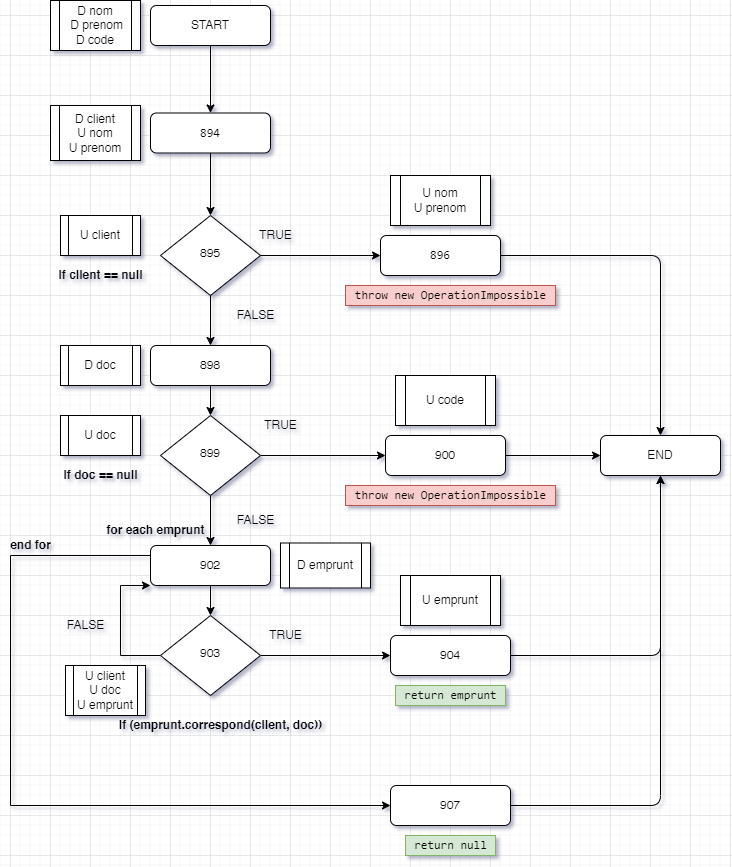 D nom
D prenom
D code
START
D client
U nom
U prenom
894
U nom
U prenom
U client
895
TRUE
896
If client == null
throw new OperationImpossible
FALSE
D doc
898
U code
U doc
899
TRUE
900
END
If doc == null
throw new OperationImpossible
FALSE
for each emprunt
end for
902
D emprunt
U emprunt
FALSE
903
TRUE
904
U client
U doc
U emprunt
return emprunt
If (emprunt.correspond(client, doc))
907
return null